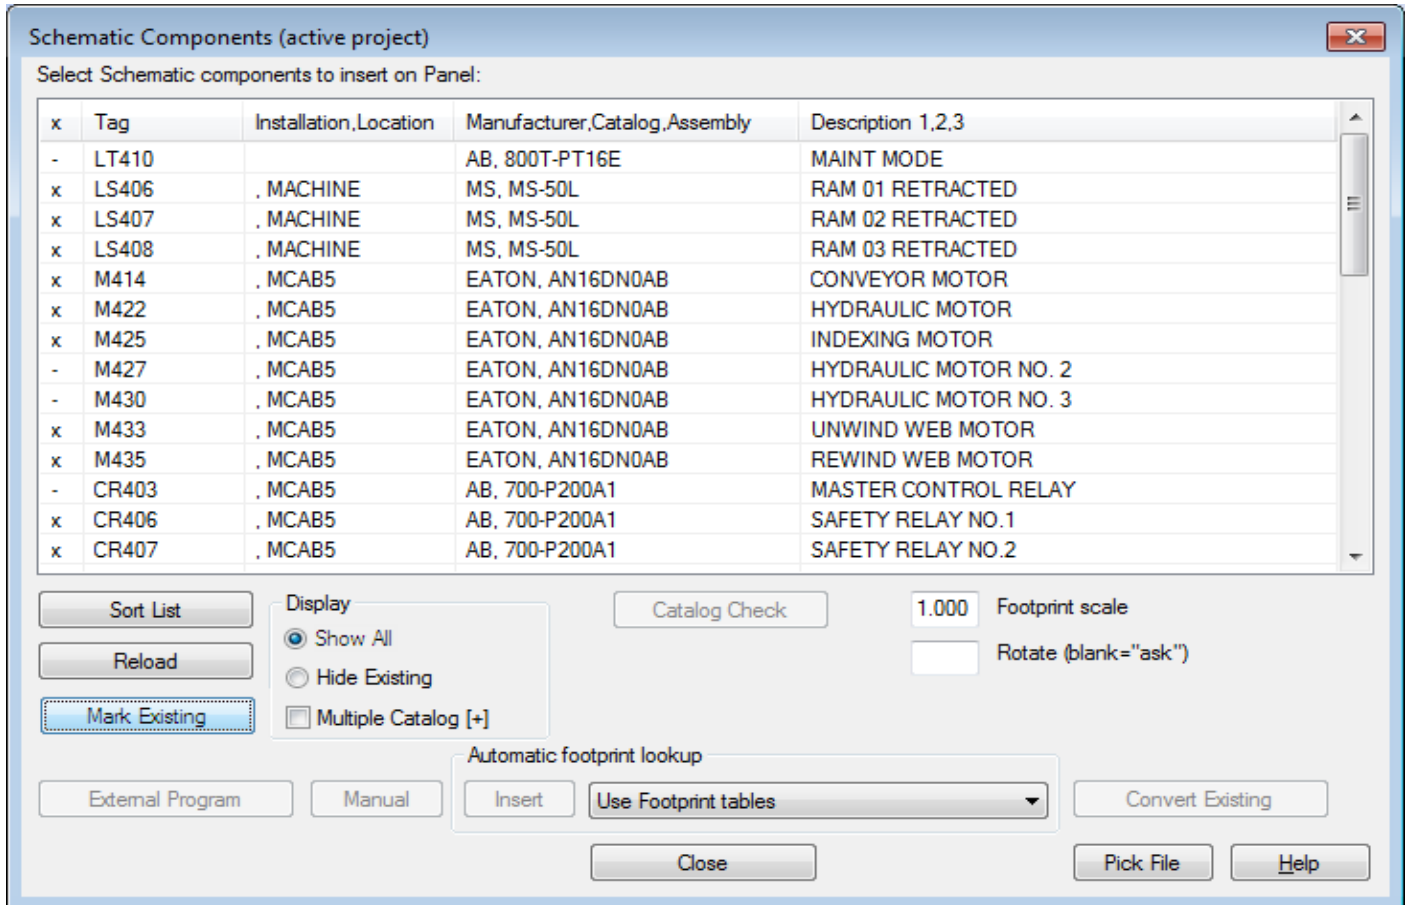 Schematic Components (active project)
Select Schematic components to insert on Panel:
x Tag Installation,Location Manufacturer,Catalog,Assembly Description 1,2,3
- LT410 AB, 800T-PT16E MAINT MODE
x LS406 , MACHINE MS, MS-50L RAM 01 RETRACTED
x LS407 , MACHINE MS, MS-50L RAM 02 RETRACTED
x LS408 , MACHINE MS, MS-50L RAM 03 RETRACTED
x M414 , MCAB5 EATON, AN16DN0AB CONVEYOR MOTOR
x M422 , MCAB5 EATON, AN16DN0AB HYDRAULIC MOTOR
x M425 , MCAB5 EATON, AN16DN0AB INDEXING MOTOR
- M427 , MCAB5 EATON, AN16DN0AB HYDRAULIC MOTOR NO. 2
- M430 , MCAB5 EATON, AN16DN0AB HYDRAULIC MOTOR NO. 3
x M433 , MCAB5 EATON, AN16DN0AB UNWIND WEB MOTOR
x M435 , MCAB5 EATON, AN16DN0AB REWIND WEB MOTOR
- CR403 , MCAB5 AB, 700-P200A1 MASTER CONTROL RELAY
x CR406 , MCAB5 AB, 700-P200A1 SAFETY RELAY NO.1
x CR407 , MCAB5 AB, 700-P200A1 SAFETY RELAY NO.2
Sort List
Reload
Mark Existing
Display
Show All
Hide Existing
Multiple Catalog [+]
Catalog Check
1.000 Footprint scale
Rotate (blank="ask")
Automatic footprint lookup
External Program Manual Insert Use Footprint tables Convert Existing
Close Pick File Help